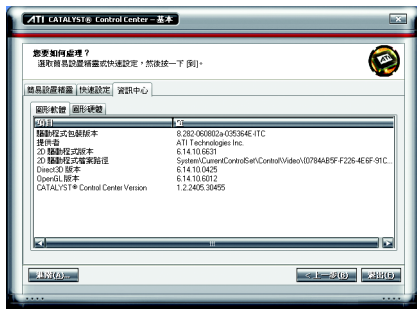 ATI CATALYST® Control Center – 基本
您要如何處理？
選取簡易設置精靈或快速設定，然後按一下 [到]。
簡易設置精靈 快速設定 資訊中心
圖形軟體 圖形硬體
項目 值
驅動程式包裝版本 8.282-060802a-035364E-ITC
提供者 ATI Technologies Inc.
2D 驅動程式版本 6.14.10.6631
2D 驅動程式檔案路徑 System\CurrentControlSet\Control\Video\{0784AB5F-F226-4E6F-91C...
Direct3D 版本 6.14.10.0425
OpenGL 版本 6.14.10.6012
CATALYST® Control Center Version 1.2.2405.30455
進階(A)... <上一步(B)